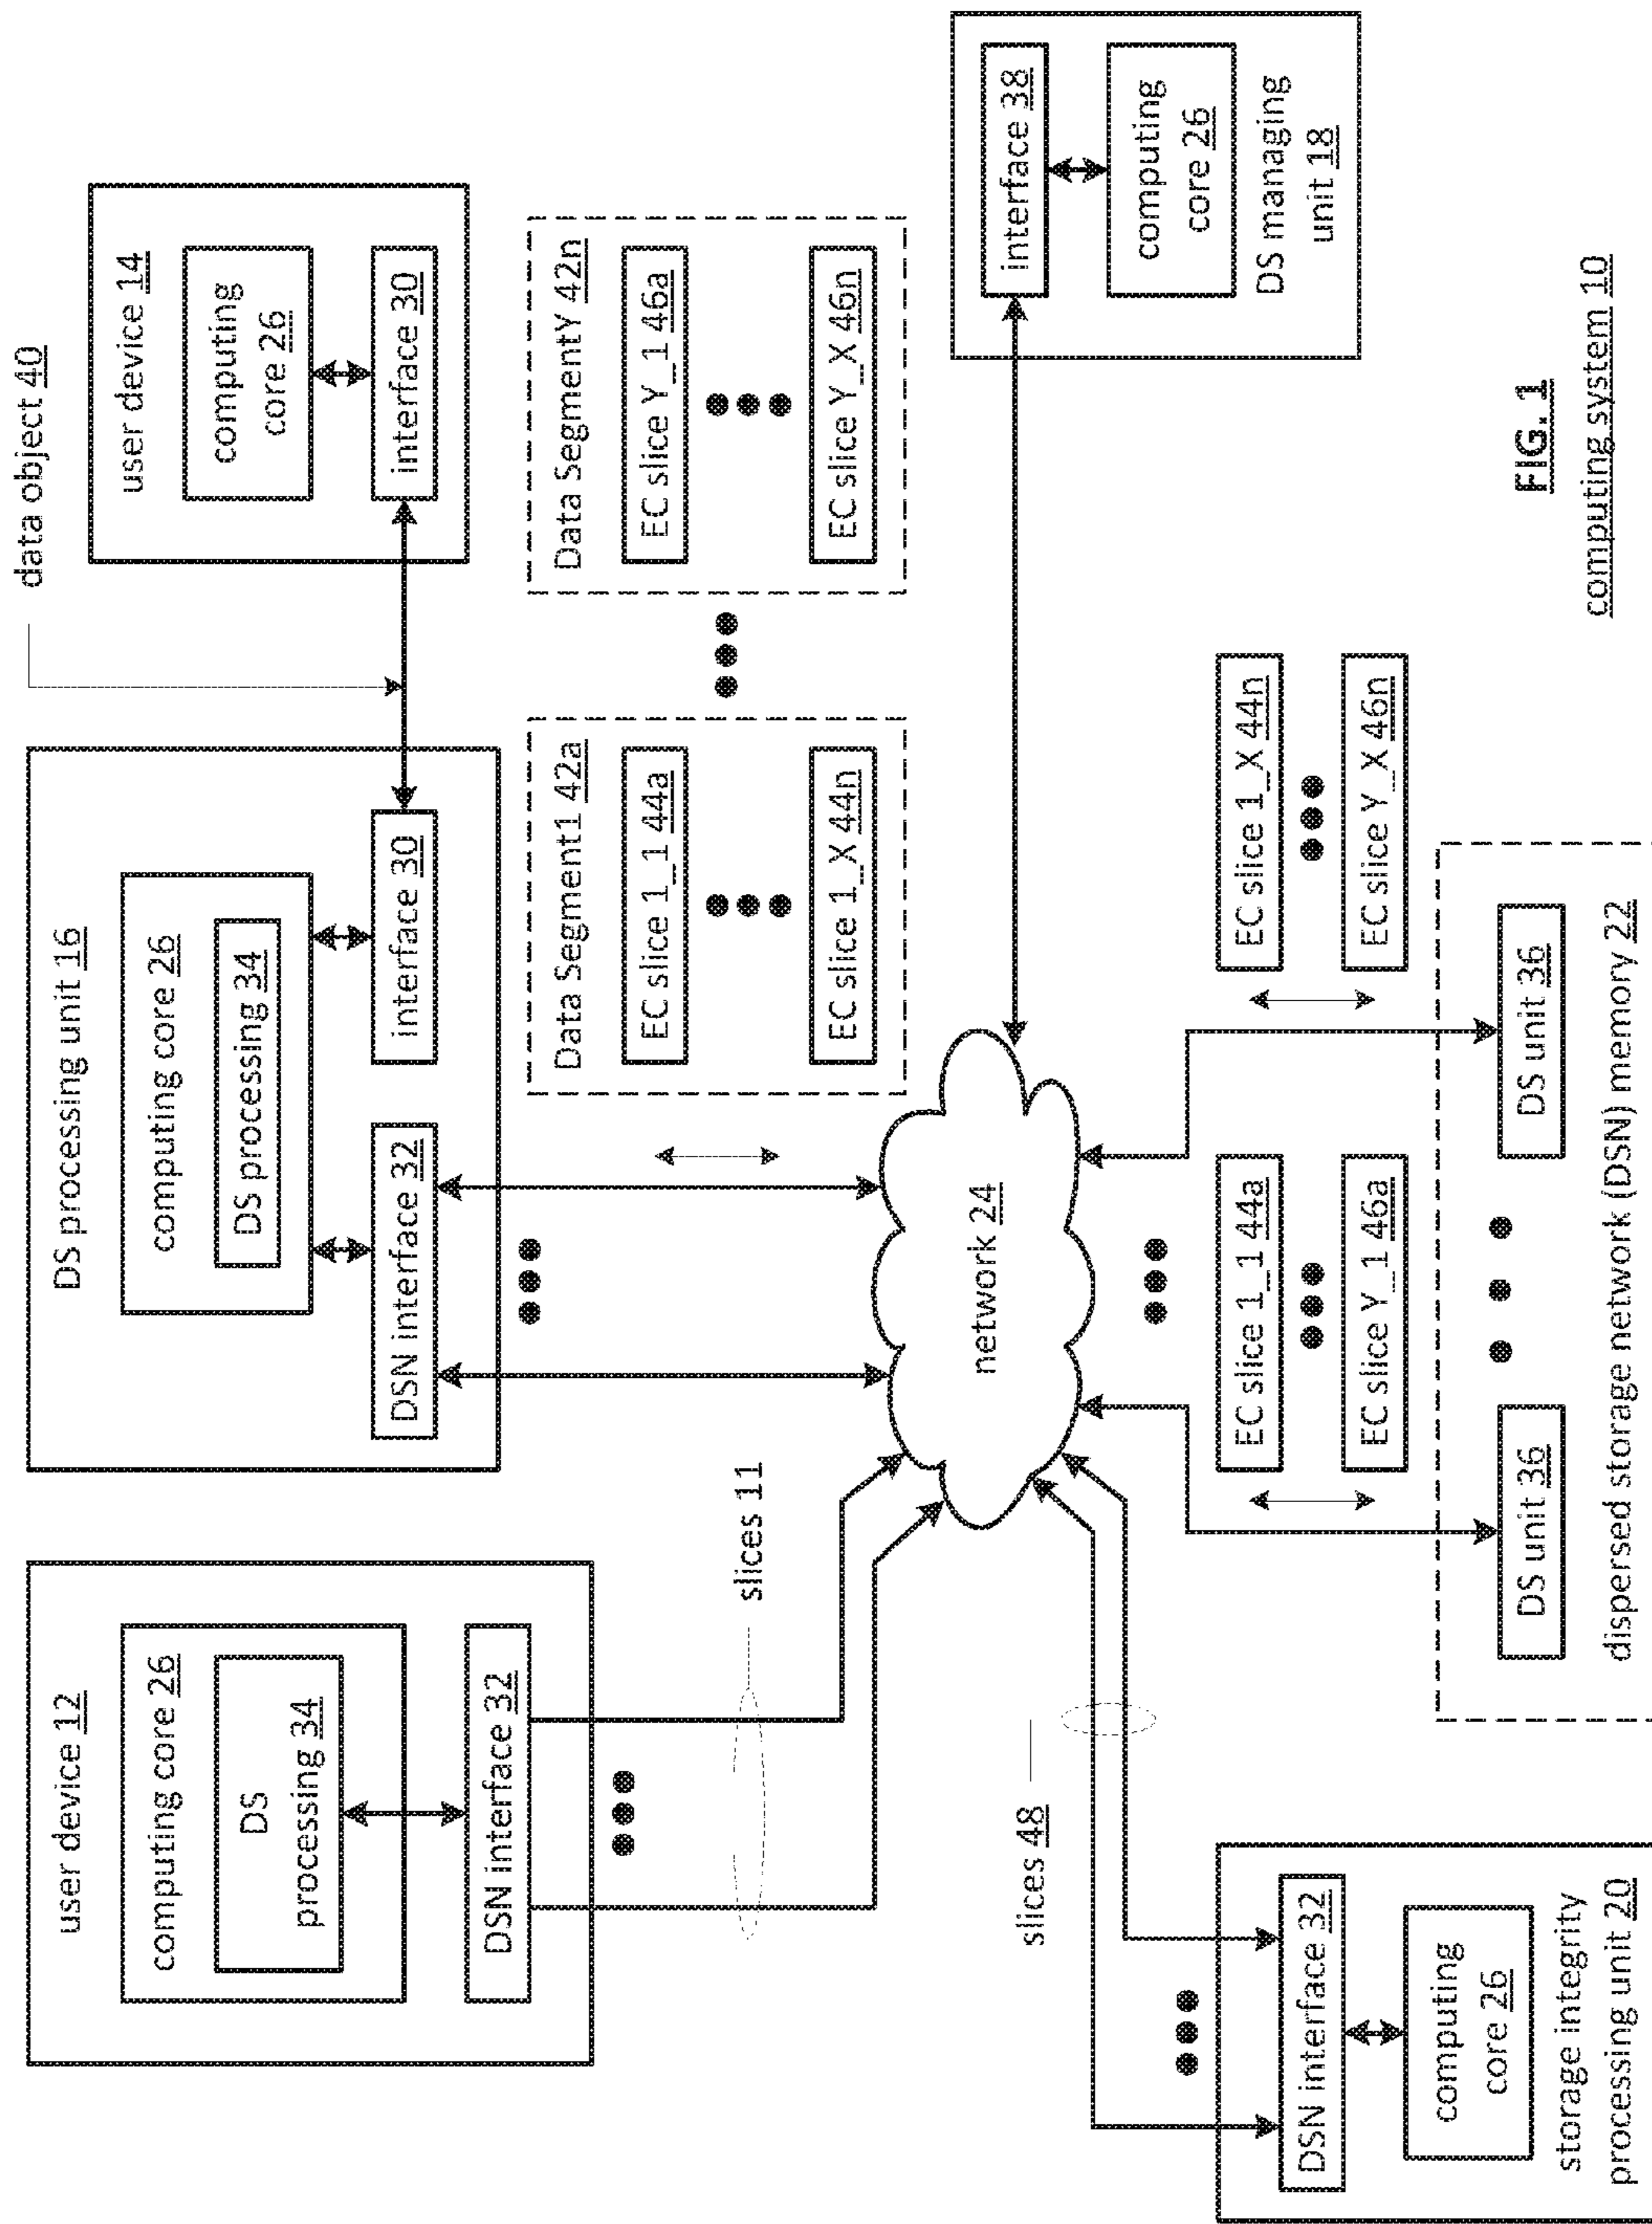 user device 12
computing core 26
DS
processing 34
DSN interface 32
slices 11
DS processing unit 16
computing core 26
DS processing 34
DSN interface 32
interface 30
data object 40
user device 14
computing
core 26
interface 30
Data Segment1 42a
EC slice 1_1 44a
EC slice 1_X 44n
Data SegmentY 42n
EC slice Y_1 46a
EC slice Y_X 46n
network 24
slices 48
DSN interface 32
computing
core 26
storage integrity
processing unit 20
EC slice 1_1 44a
EC slice Y_1 46a
EC slice 1_X 44n
EC slice Y_X 46n
DS unit 36
DS unit 36
dispersed storage network (DSN) memory 22
interface 38
computing
core 26
DS managing
unit 18
FIG. 1
computing system 10